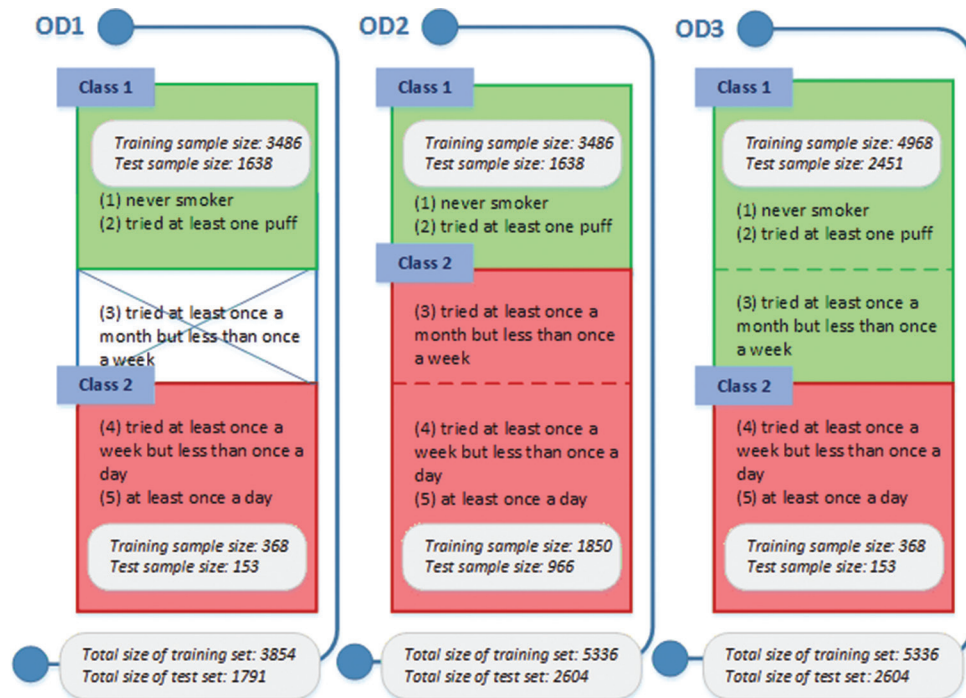 OD1
Class 1
Training sample size: 3486
Test sample size: 1638
(1) never smoker
(2) tried at least one puff
(3) tried at least once a
month but less than once
a week
Class 2
(4) tried at least once a
week but less than once a
day
(5) at least once a day
Training sample size: 368
Test sample size: 153
Total size of training set: 3854
Total size of test set: 1791
OD2
Class 1
Training sample size: 3486
Test sample size: 1638
(1) never smoker
(2) tried at least one puff
Class 2
(3) tried at least once a
month but less than once
a week
(4) tried at least once a
week but less than once a
day
(5) at least once a day
Training sample size: 1850
Test sample size: 966
Total size of training set: 5336
Total size of test set: 2604
OD3
Class 1
Training sample size: 4968
Test sample size: 2451
(1) never smoker
(2) tried at least one puff
(3) tried at least once a
month but less than once
a week
Class 2
(4) tried at least once a
week but less than once a
day
(5) at least once a day
Training sample size: 368
Test sample size: 153
Total size of training set: 5336
Total size of test set: 2604